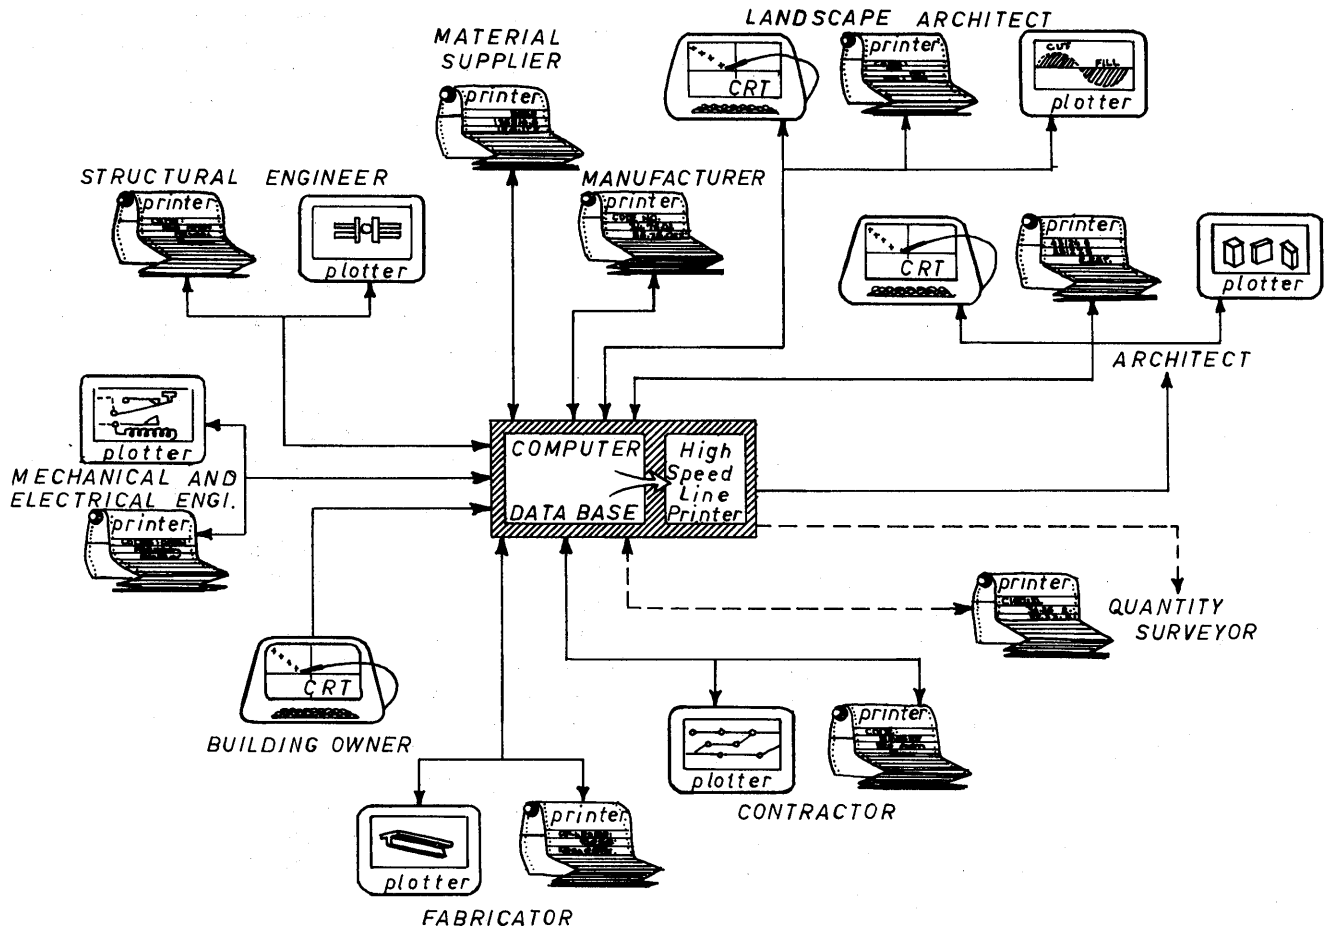 LANDSCAPE ARCHITECT
CRT
printer
CUT
FILL
plotter
MATERIAL
SUPPLIER
printer
STRUCTURAL ENGINEER
printer
plotter
MANUFACTURER
printer
CODE NO.
CRT
printer
plotter
ARCHITECT
plotter
MECHANICAL AND
ELECTRICAL ENGI.
printer
COMPUTER
DATA BASE
High
Speed
Line
Printer
printer
QUANTITY
SURVEYOR
CRT
BUILDING OWNER
plotter
printer
CONTRACTOR
plotter
printer
FABRICATOR